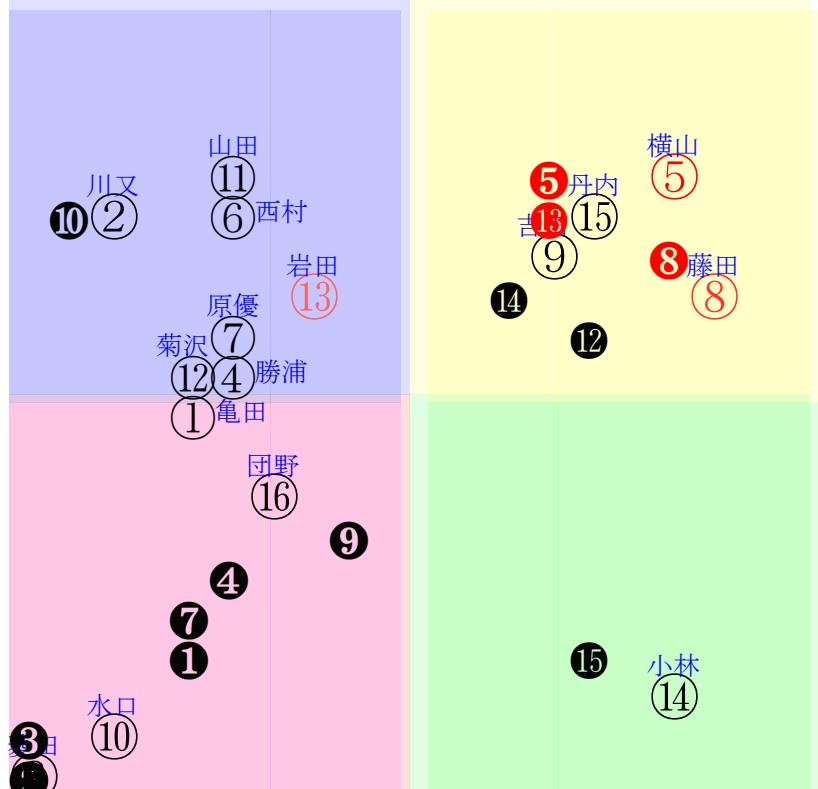 山田
⑪
横山
⑤
❺
川又
②
❿
⑥ 西村
丹内
⑮
⓭
⑨
岩田
⑬
❽ 藤田
⑧
⓮
原優
⑦
⓬
菊沢
⑫
④ 勝浦
① 亀田
団野
⑯
❾
❹
❼
❶
⓯
小林
⑭
水口
⑩
❸
田